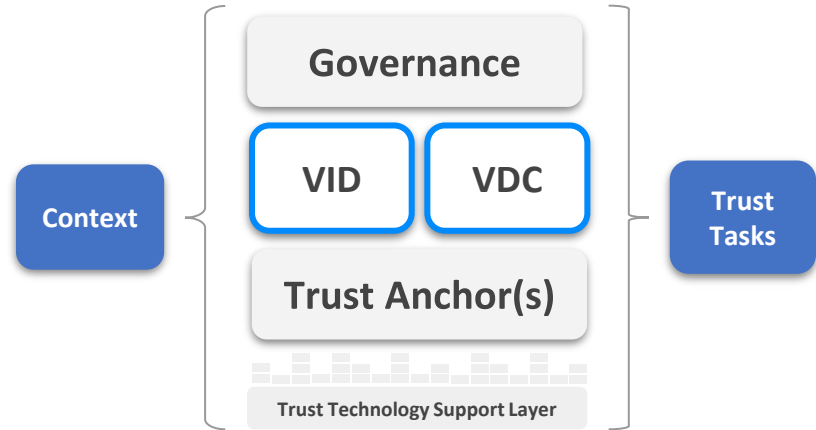 Governance
VID
VDC
Context
Trust
Tasks
Trust Anchor(s)
Trust Technology Support Layer